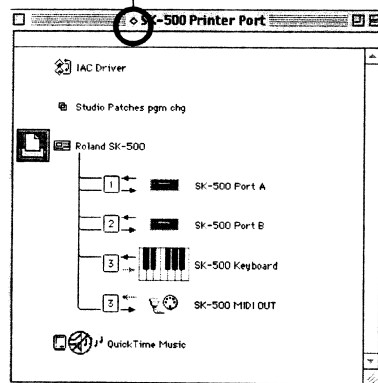 SK-500 Printer Port
IAC Driver
Studio Patches pgm chg
Roland SK-500
1
SK-500 Port A
2
SK-500 Port B
3
SK-500 Keyboard
3
SK-500 MIDI OUT
QuickTime Music